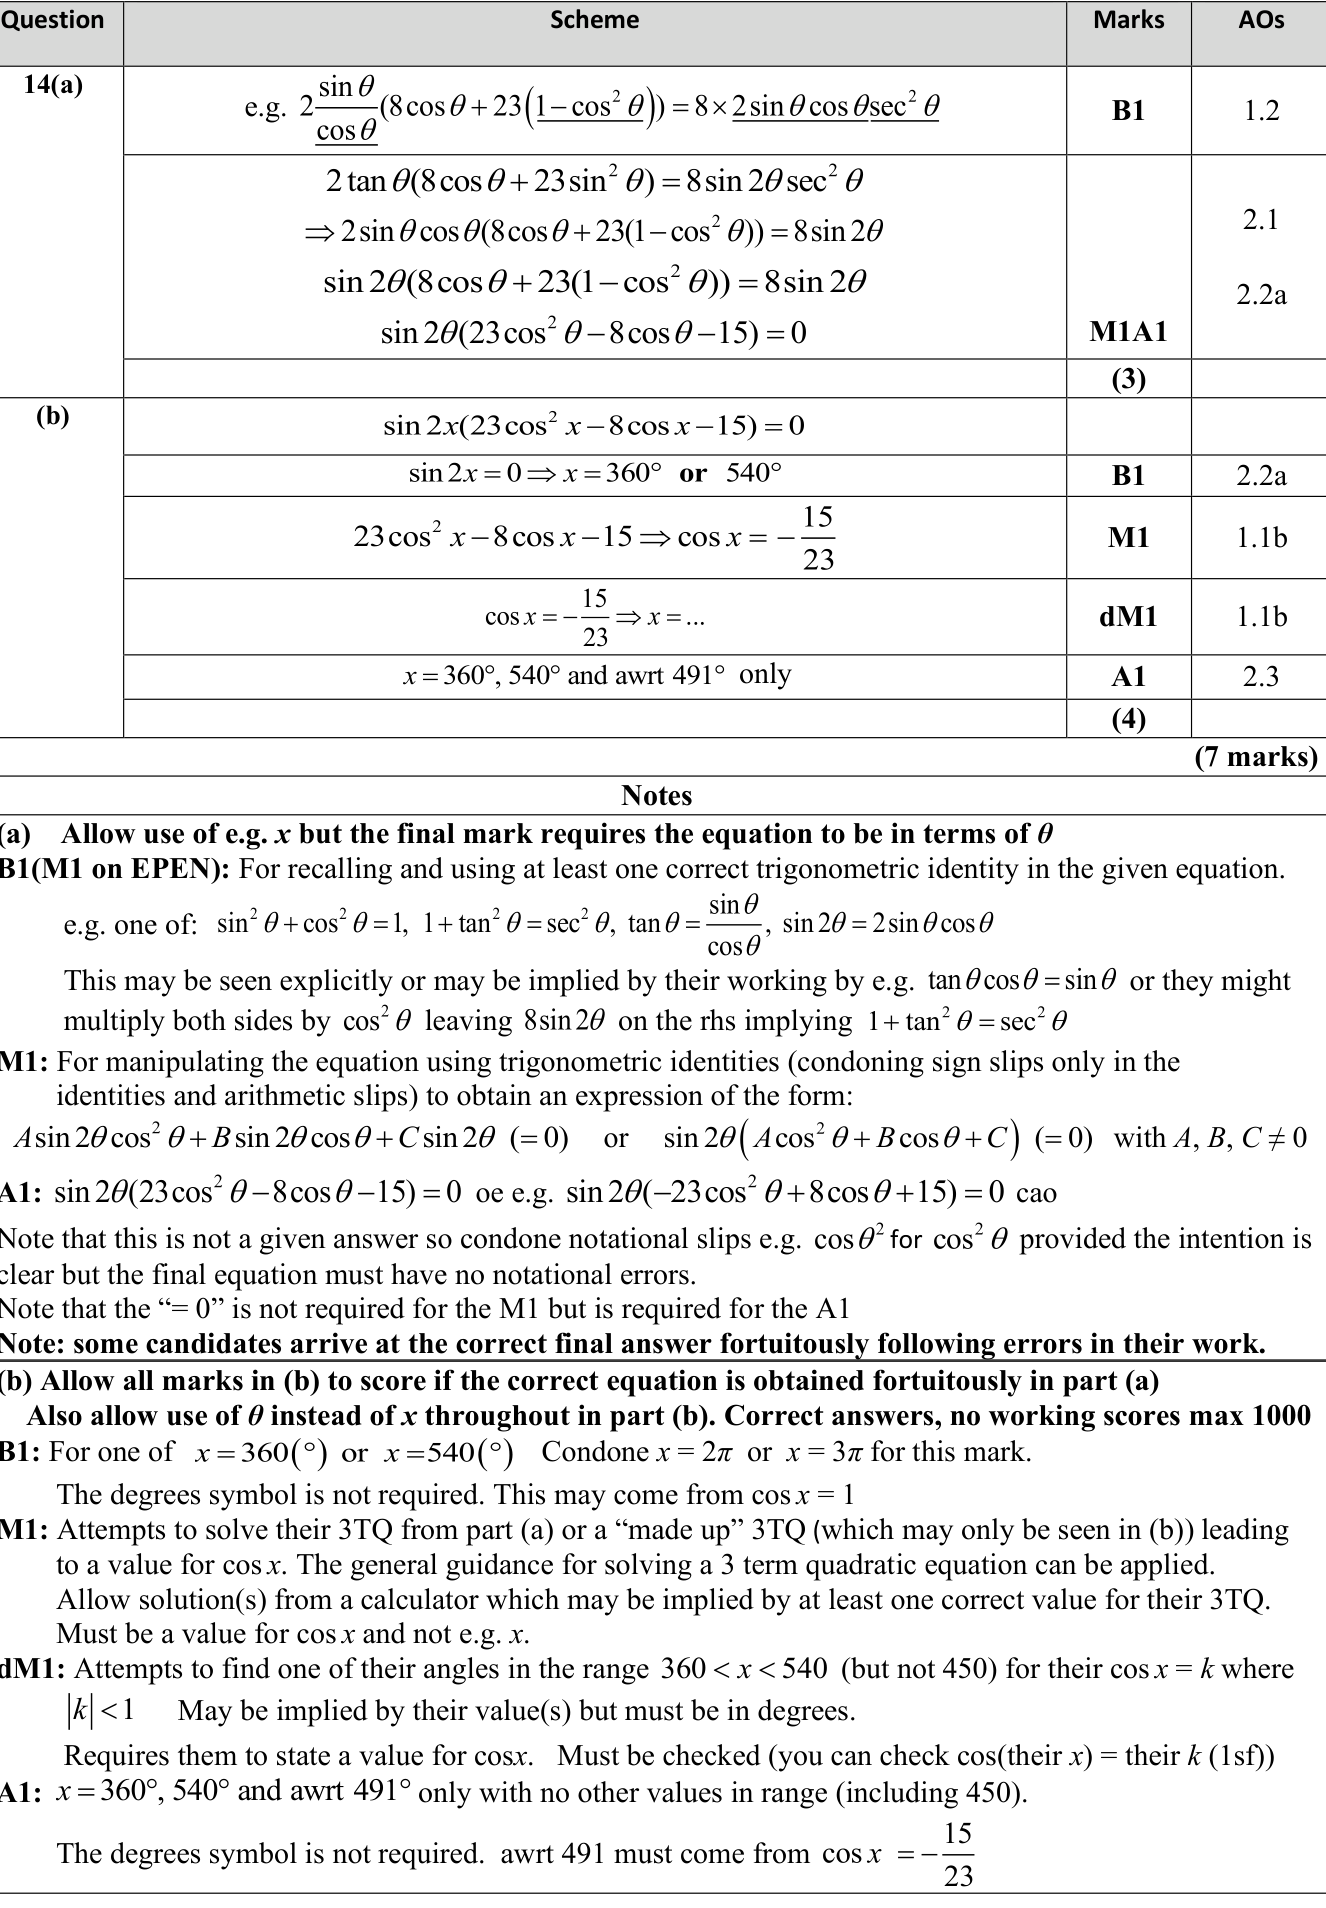 Question Scheme Marks AOs
14(a) e.g. 2 sin θ/cos θ (8cos θ + 23(1 − cos² θ)) = 8 × 2 sin θ cos θ sec² θ B1 1.2
2 tan θ(8cos θ + 23sin² θ) = 8sin 2θ sec² θ
⇒ 2 sin θ cos θ(8cos θ + 23(1 − cos² θ)) = 8sin 2θ 2.1
sin 2θ(8cos θ + 23(1 − cos² θ)) = 8sin 2θ 2.2a
sin 2θ(23cos² θ − 8cos θ − 15) = 0 M1A1
(3)
(b) sin 2x(23cos² x − 8cos x − 15) = 0
sin 2x = 0 ⇒ x = 360° or 540° B1 2.2a
23cos² x − 8cos x − 15 ⇒ cos x = −15/23 M1 1.1b
cos x = −15/23 ⇒ x = ... dM1 1.1b
x = 360°, 540° and awrt 491° only A1 2.3
(4)
(7 marks)
Notes
(a) Allow use of e.g. x but the final mark requires the equation to be in terms of θ
B1(M1 on EPEN): For recalling and using at least one correct trigonometric identity in the given equation.
e.g. one of: sin² θ + cos² θ = 1, 1 + tan² θ = sec² θ, tan θ = sin θ/cos θ, sin 2θ = 2sin θ cos θ
This may be seen explicitly or may be implied by their working by e.g. tan θ cos θ = sin θ or they might
multiply both sides by cos² θ leaving 8sin 2θ on the rhs implying 1 + tan² θ = sec² θ
M1: For manipulating the equation using trigonometric identities (condoning sign slips only in the
identities and arithmetic slips) to obtain an expression of the form:
A sin 2θ cos² θ + B sin 2θ cos θ + C sin 2θ (= 0) or sin 2θ(A cos² θ + B cos θ + C) (= 0) with A, B, C ≠ 0
A1: sin 2θ(23cos² θ − 8cos θ − 15) = 0 oe e.g. sin 2θ(−23cos² θ + 8cos θ + 15) = 0 cao
Note that this is not a given answer so condone notational slips e.g. cos θ² for cos² θ provided the intention is
clear but the final equation must have no notational errors.
Note that the “= 0” is not required for the M1 but is required for the A1
Note: some candidates arrive at the correct final answer fortuitously following errors in their work.
(b) Allow all marks in (b) to score if the correct equation is obtained fortuitously in part (a)
Also allow use of θ instead of x throughout in part (b). Correct answers, no working scores max 1000
B1: For one of x = 360(°) or x = 540(°) Condone x = 2π or x = 3π for this mark.
The degrees symbol is not required. This may come from cos x = 1
M1: Attempts to solve their 3TQ from part (a) or a “made up” 3TQ (which may only be seen in (b)) leading
to a value for cos x. The general guidance for solving a 3 term quadratic equation can be applied.
Allow solution(s) from a calculator which may be implied by at least one correct value for their 3TQ.
Must be a value for cos x and not e.g. x.
dM1: Attempts to find one of their angles in the range 360 < x < 540 (but not 450) for their cos x = k where
|k| < 1 May be implied by their value(s) but must be in degrees.
Requires them to state a value for cosx. Must be checked (you can check cos(their x) = their k (1sf))
A1: x = 360°, 540° and awrt 491° only with no other values in range (including 450).
The degrees symbol is not required. awrt 491 must come from cos x = −15/23